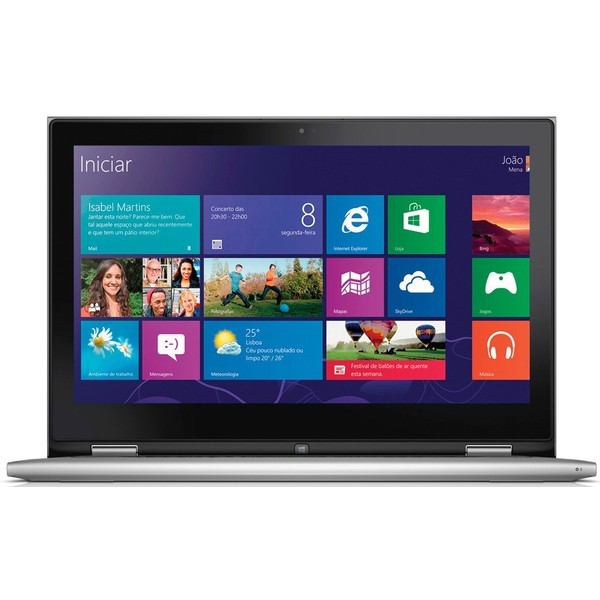 Iniciar
João
Mena
Isabel Martins
Jantar esta noite? Parece-me bem. Que
tal aquele espaço que abriu recentemente
e que tem um pátio interior?
Mail
8
Concerto das
20h30 - 22h00
8
segunda-feira
Internet Explorer
Loja
Bing
Fotografias
Mapas
SkyDrive
Jogos
Ambiente de trabalho
Mensagens
25°
Lisboa
Céu pouco nublado ou
limpo 20° / 26°
Meteorologia
Festival de balões de ar quente
esta semana.
Música